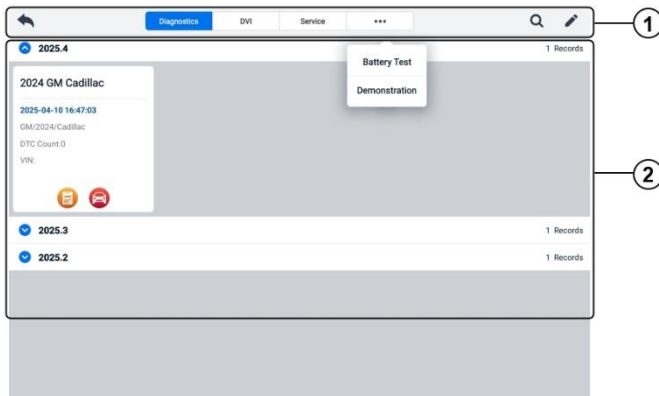 Diagnostics DVI Service •••
1
2025.4 1 Records
Battery Test
Demonstration
2024 GM Cadillac
2025-04-10 16:47:03
GM/2024/Cadillac
DTC Count:0
VIN:
2
2025.3 1 Records
2025.2 1 Records